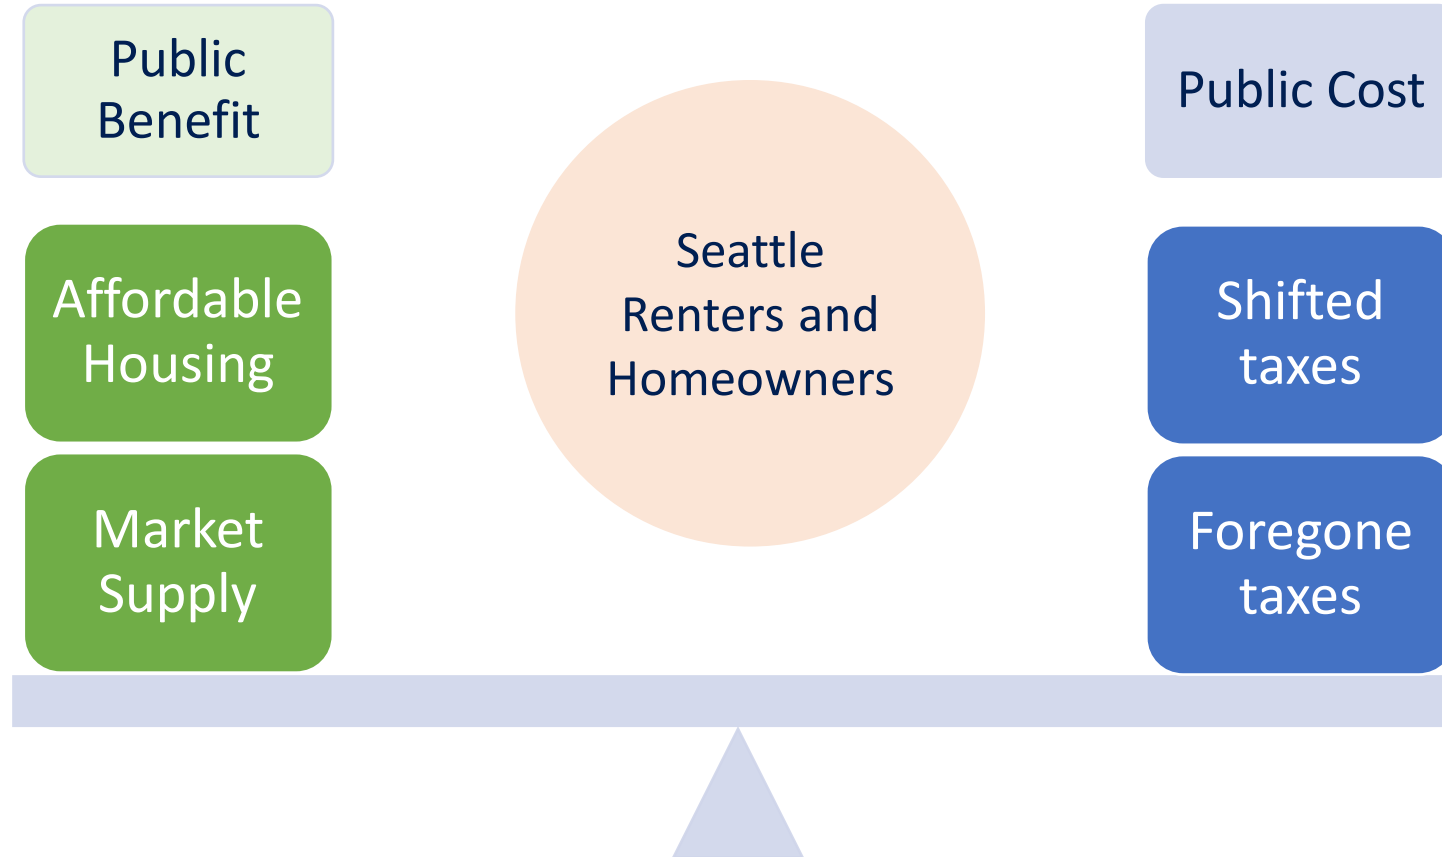 Public
Benefit
Affordable
Housing
Market
Supply
Seattle
Renters and
Homeowners
Public Cost
Shifted
taxes
Foregone
taxes